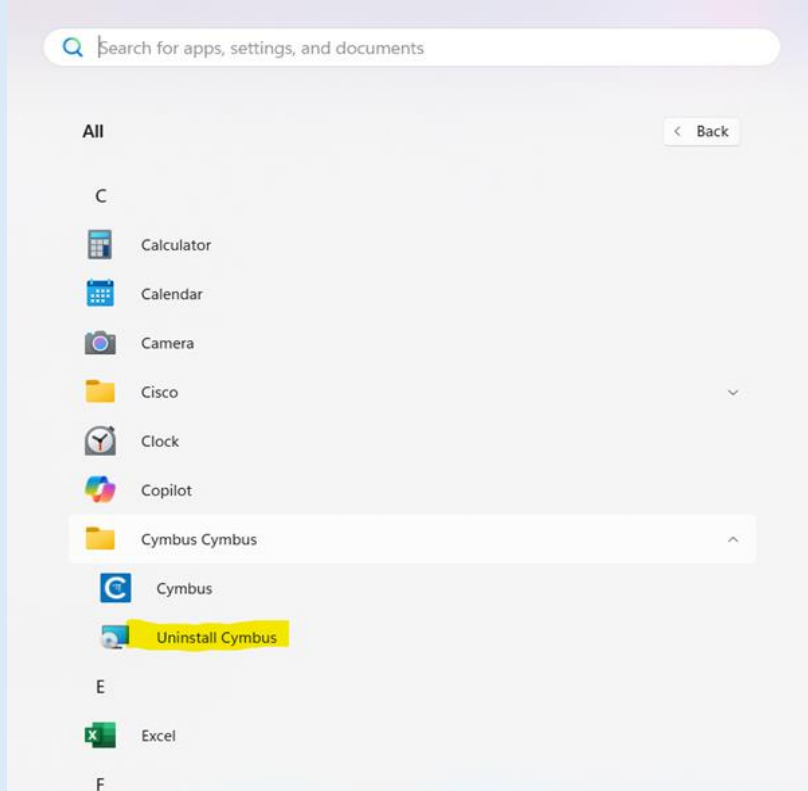 Search for apps, settings, and documents
All
Back
C
Calculator
Calendar
Camera
Cisco
Clock
Copilot
Cymbus Cymbus
Cymbus
Uninstall Cymbus
E
Excel
F